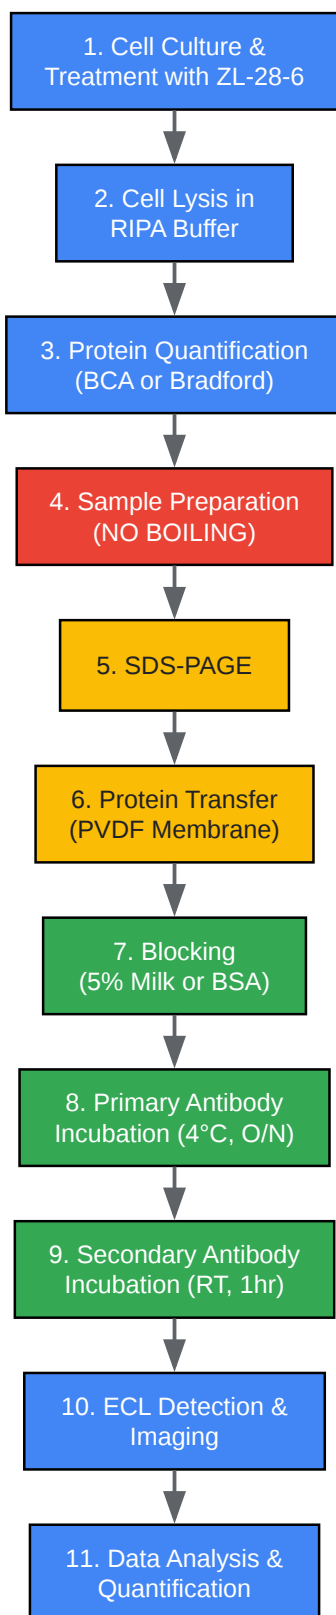 1. Cell Culture &
Treatment with ZL-28-6
2. Cell Lysis in
RIPA Buffer
3. Protein Quantification
(BCA or Bradford)
4. Sample Preparation
(NO BOILING)
5. SDS-PAGE
6. Protein Transfer
(PVDF Membrane)
7. Blocking
(5% Milk or BSA)
8. Primary Antibody
Incubation (4°C, O/N)
9. Secondary Antibody
Incubation (RT, 1hr)
10. ECL Detection &
Imaging
11. Data Analysis &
Quantification